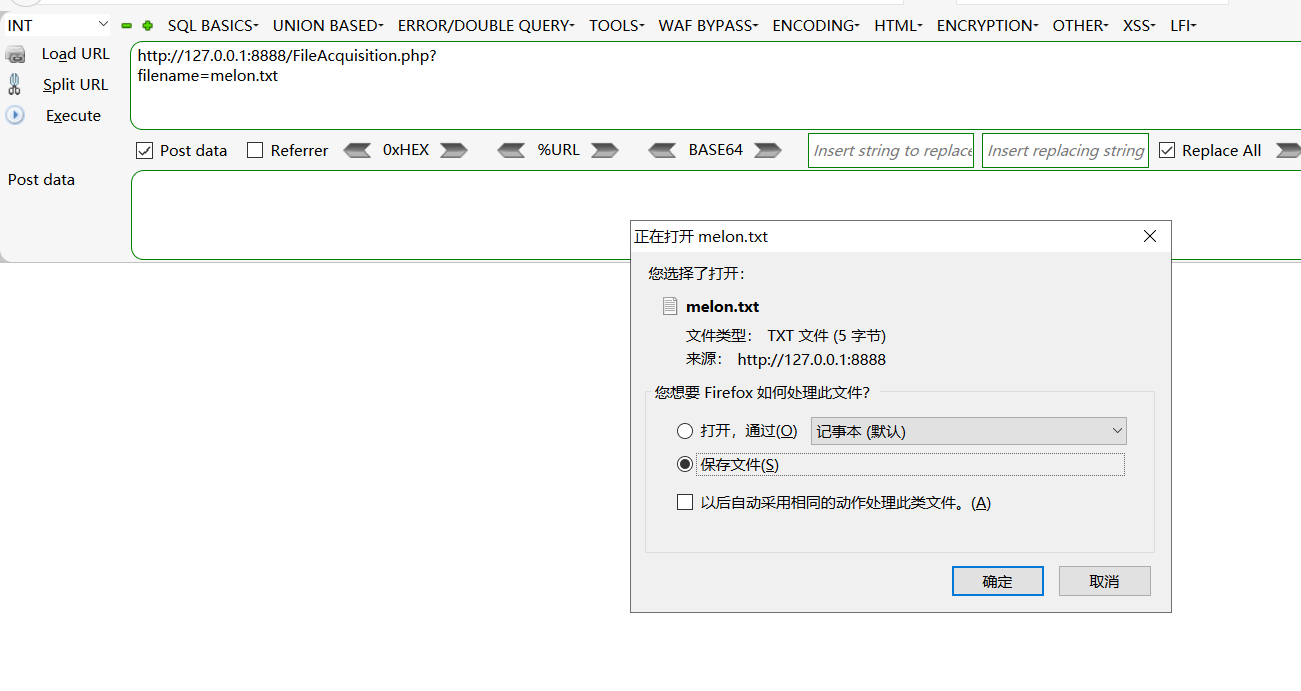 INT SQL BASICS UNION BASED ERROR/DOUBLE QUERY TOOLS WAF BYPASS ENCODING HTML ENCRYPTION OTHER XSS LFI
Load URL
http://127.0.0.1:8888/FileAcquisition.php?
filename=melon.txt
Split URL
Execute
Post data Referrer 0xHEX %URL BASE64 Insert string to replace Insert replacing string Replace All
Post data
正在打开 melon.txt
您选择了打开：
melon.txt
文件类型： TXT 文件 (5 字节)
来源： http://127.0.0.1:8888
您想要 Firefox 如何处理此文件？
打开，通过(O) 记事本 (默认)
保存文件(S)
以后自动采用相同的动作处理此类文件。(A)
确定 取消